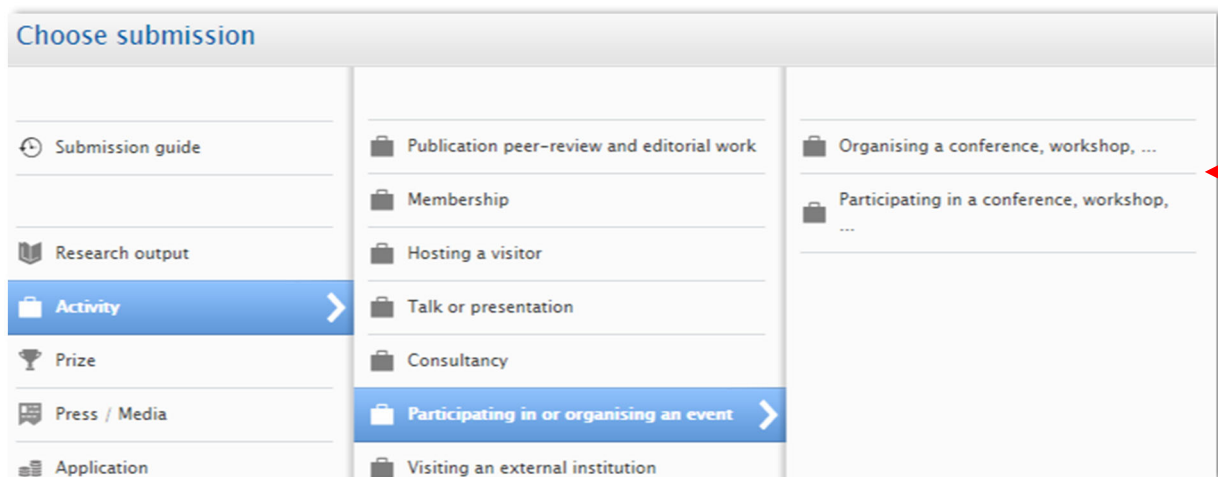 Choose submission
Submission guide
Research output
Activity
Prize
Press / Media
Application
Publication peer-review and editorial work
Membership
Hosting a visitor
Talk or presentation
Consultancy
Participating in or organising an event
Visiting an external institution
Organising a conference, workshop, ...
Participating in a conference, workshop,
...